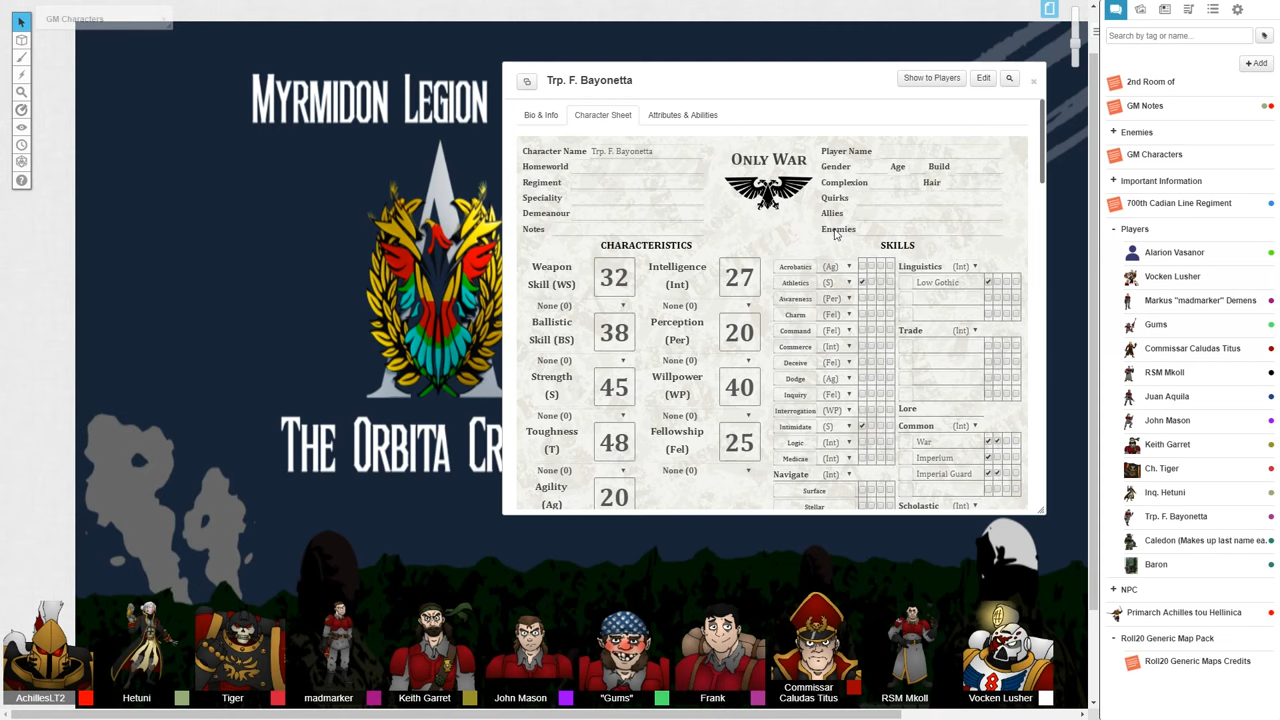 GM Characters
MYRMIDON LEGION
THE ORBITA CR
Trp. F. Bayonetta
Show to Players
Edit
Bio & Info
Character Sheet
Attributes & Abilities
Character Name Trp. F. Bayonetta
Homeworld
Regiment
Speciality
Demeanour
Notes
ONLY WAR
Player Name
Gender Age Build
Complexion Hair
Quirks
Allies
Enemies
CHARACTERISTICS
Weapon Skill (WS) 32
None (0)
Intelligence (Int) 27
None (0)
Ballistic Skill (BS) 38
None (0)
Perception (Per) 20
None (0)
Strength (S) 45
None (0)
Willpower (WP) 40
None (0)
Toughness (T) 48
None (0)
Fellowship (Fel) 25
None (0)
Agility (Ag) 20
SKILLS
Acrobatics (Ag)
Athletics (S)
Awareness (Per)
Charm (Fel)
Command (Fel)
Commerce (Int)
Deceive (Fel)
Dodge (Ag)
Inquiry (Fel)
Interrogation (WP)
Intimidate (S)
Logic (Int)
Medicae (Int)
Navigate (Int)
Surface
Stellar
Linguistics (Int)
Low Gothic
Trade (Int)
Lore
Common (Int)
War
Imperium
Imperial Guard
Scholastic (Int)
Search by tag or name...
+ Add
2nd Room of
GM Notes
+ Enemies
GM Characters
+ Important Information
700th Cadian Line Regiment
- Players
Alarion Vasanor
Vocken Lusher
Markus "madmarker" Demens
Gums
Commissar Caludas Titus
RSM Mkoll
Juan Aquila
John Mason
Keith Garret
Ch. Tiger
Inq. Hetuni
Trp. F. Bayonetta
Caledon (Makes up last name ea.
Baron
+ NPC
Primarch Achilles tou Hellinica
- Roll20 Generic Map Pack
Roll20 Generic Maps Credits
AchillesLT2
Hetuni
Tiger
madmarker
Keith Garret
John Mason
"Gums"
Frank
Commissar Caludas Titus
RSM Mkoll
Vocken Lusher
8